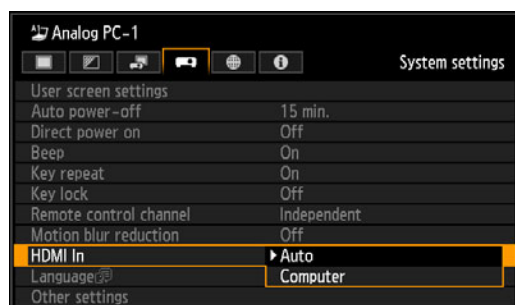 Analog PC-1
System settings
User screen settings
Auto power-off 15 min.
Direct power on Off
Beep On
Key repeat On
Key lock Off
Remote control channel Independent
Motion blur reduction Off
HDMI In Auto
Language Computer
Other settings